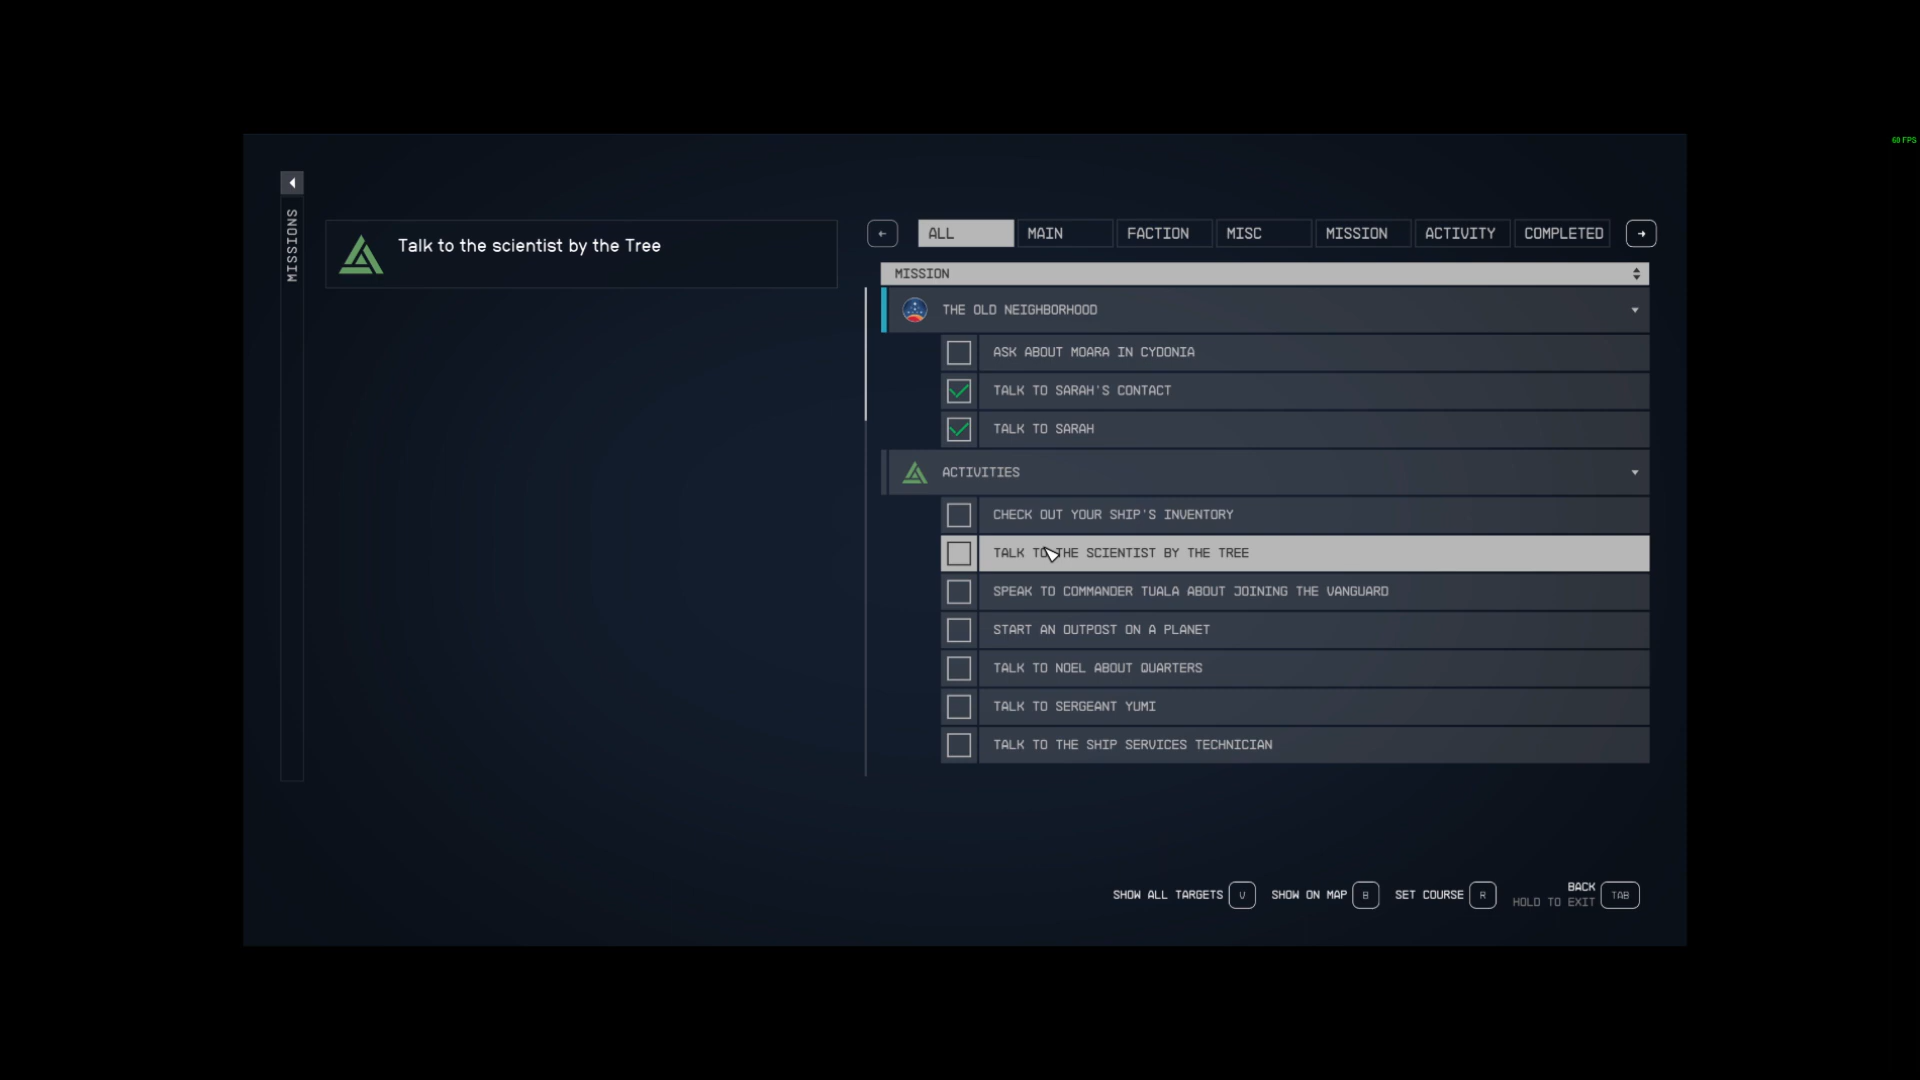 60 FPS
MISSIONS
Talk to the scientist by the Tree
ALL
MAIN
FACTION
MISC
MISSION
ACTIVITY
COMPLETED
MISSION
THE OLD NEIGHBORHOOD
ASK ABOUT MOARA IN CYDONIA
TALK TO SARAH'S CONTACT
TALK TO SARAH
ACTIVITIES
CHECK OUT YOUR SHIP'S INVENTORY
TALK TO THE SCIENTIST BY THE TREE
SPEAK TO COMMANDER TUALA ABOUT JOINING THE VANGUARD
START AN OUTPOST ON A PLANET
TALK TO NOEL ABOUT QUARTERS
TALK TO SERGEANT YUMI
TALK TO THE SHIP SERVICES TECHNICIAN
SHOW ALL TARGETS V
SHOW ON MAP B
SET COURSE R
BACK
HOLD TO EXIT
TAB